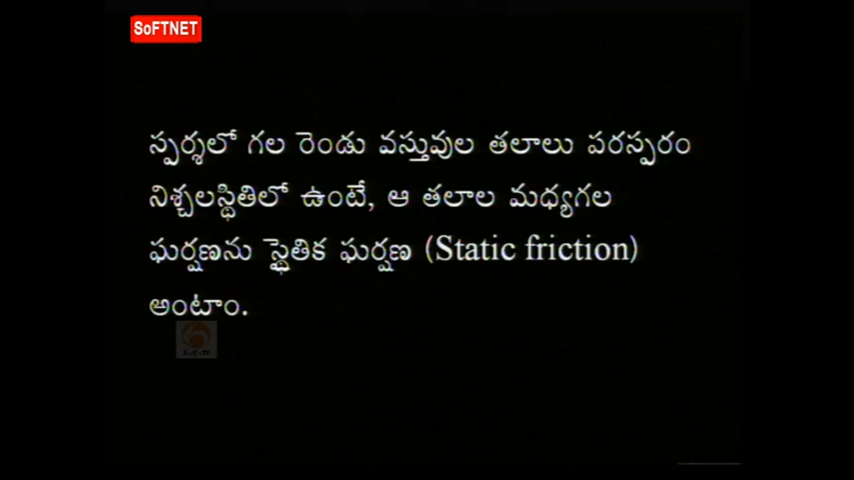 SoFTNET
స్పర్శలో గల రెండు వస్తువుల తలాలు పరస్పరం
నిశ్చలస్థితిలో ఉంటే, ఆ తలాల మధ్యగల
ఘర్షణను స్థైతిక ఘర్షణ (Static friction)
అంటాం.